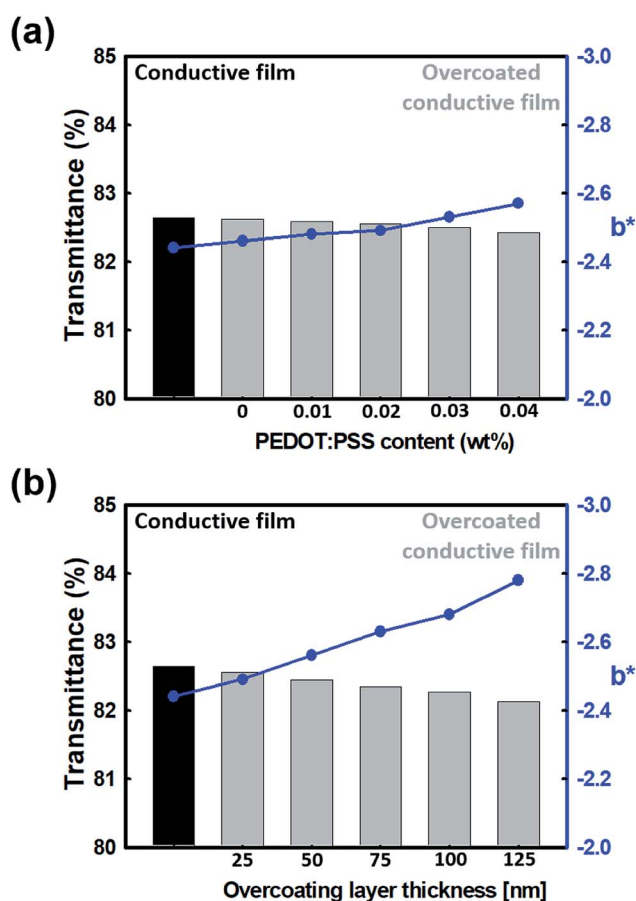 (a)
Conductive film
Overcoated
conductive film
85
84
83
82
81
80
Transmittance (%)
-3.0
-2.8
-2.6
-2.4
-2.2
-2.0
b*
0 0.01 0.02 0.03 0.04
PEDOT:PSS content (wt%)
(b)
Conductive film
Overcoated
conductive film
85
84
83
82
81
80
Transmittance (%)
-3.0
-2.8
-2.6
-2.4
-2.2
-2.0
b*
25 50 75 100 125
Overcoating layer thickness [nm]